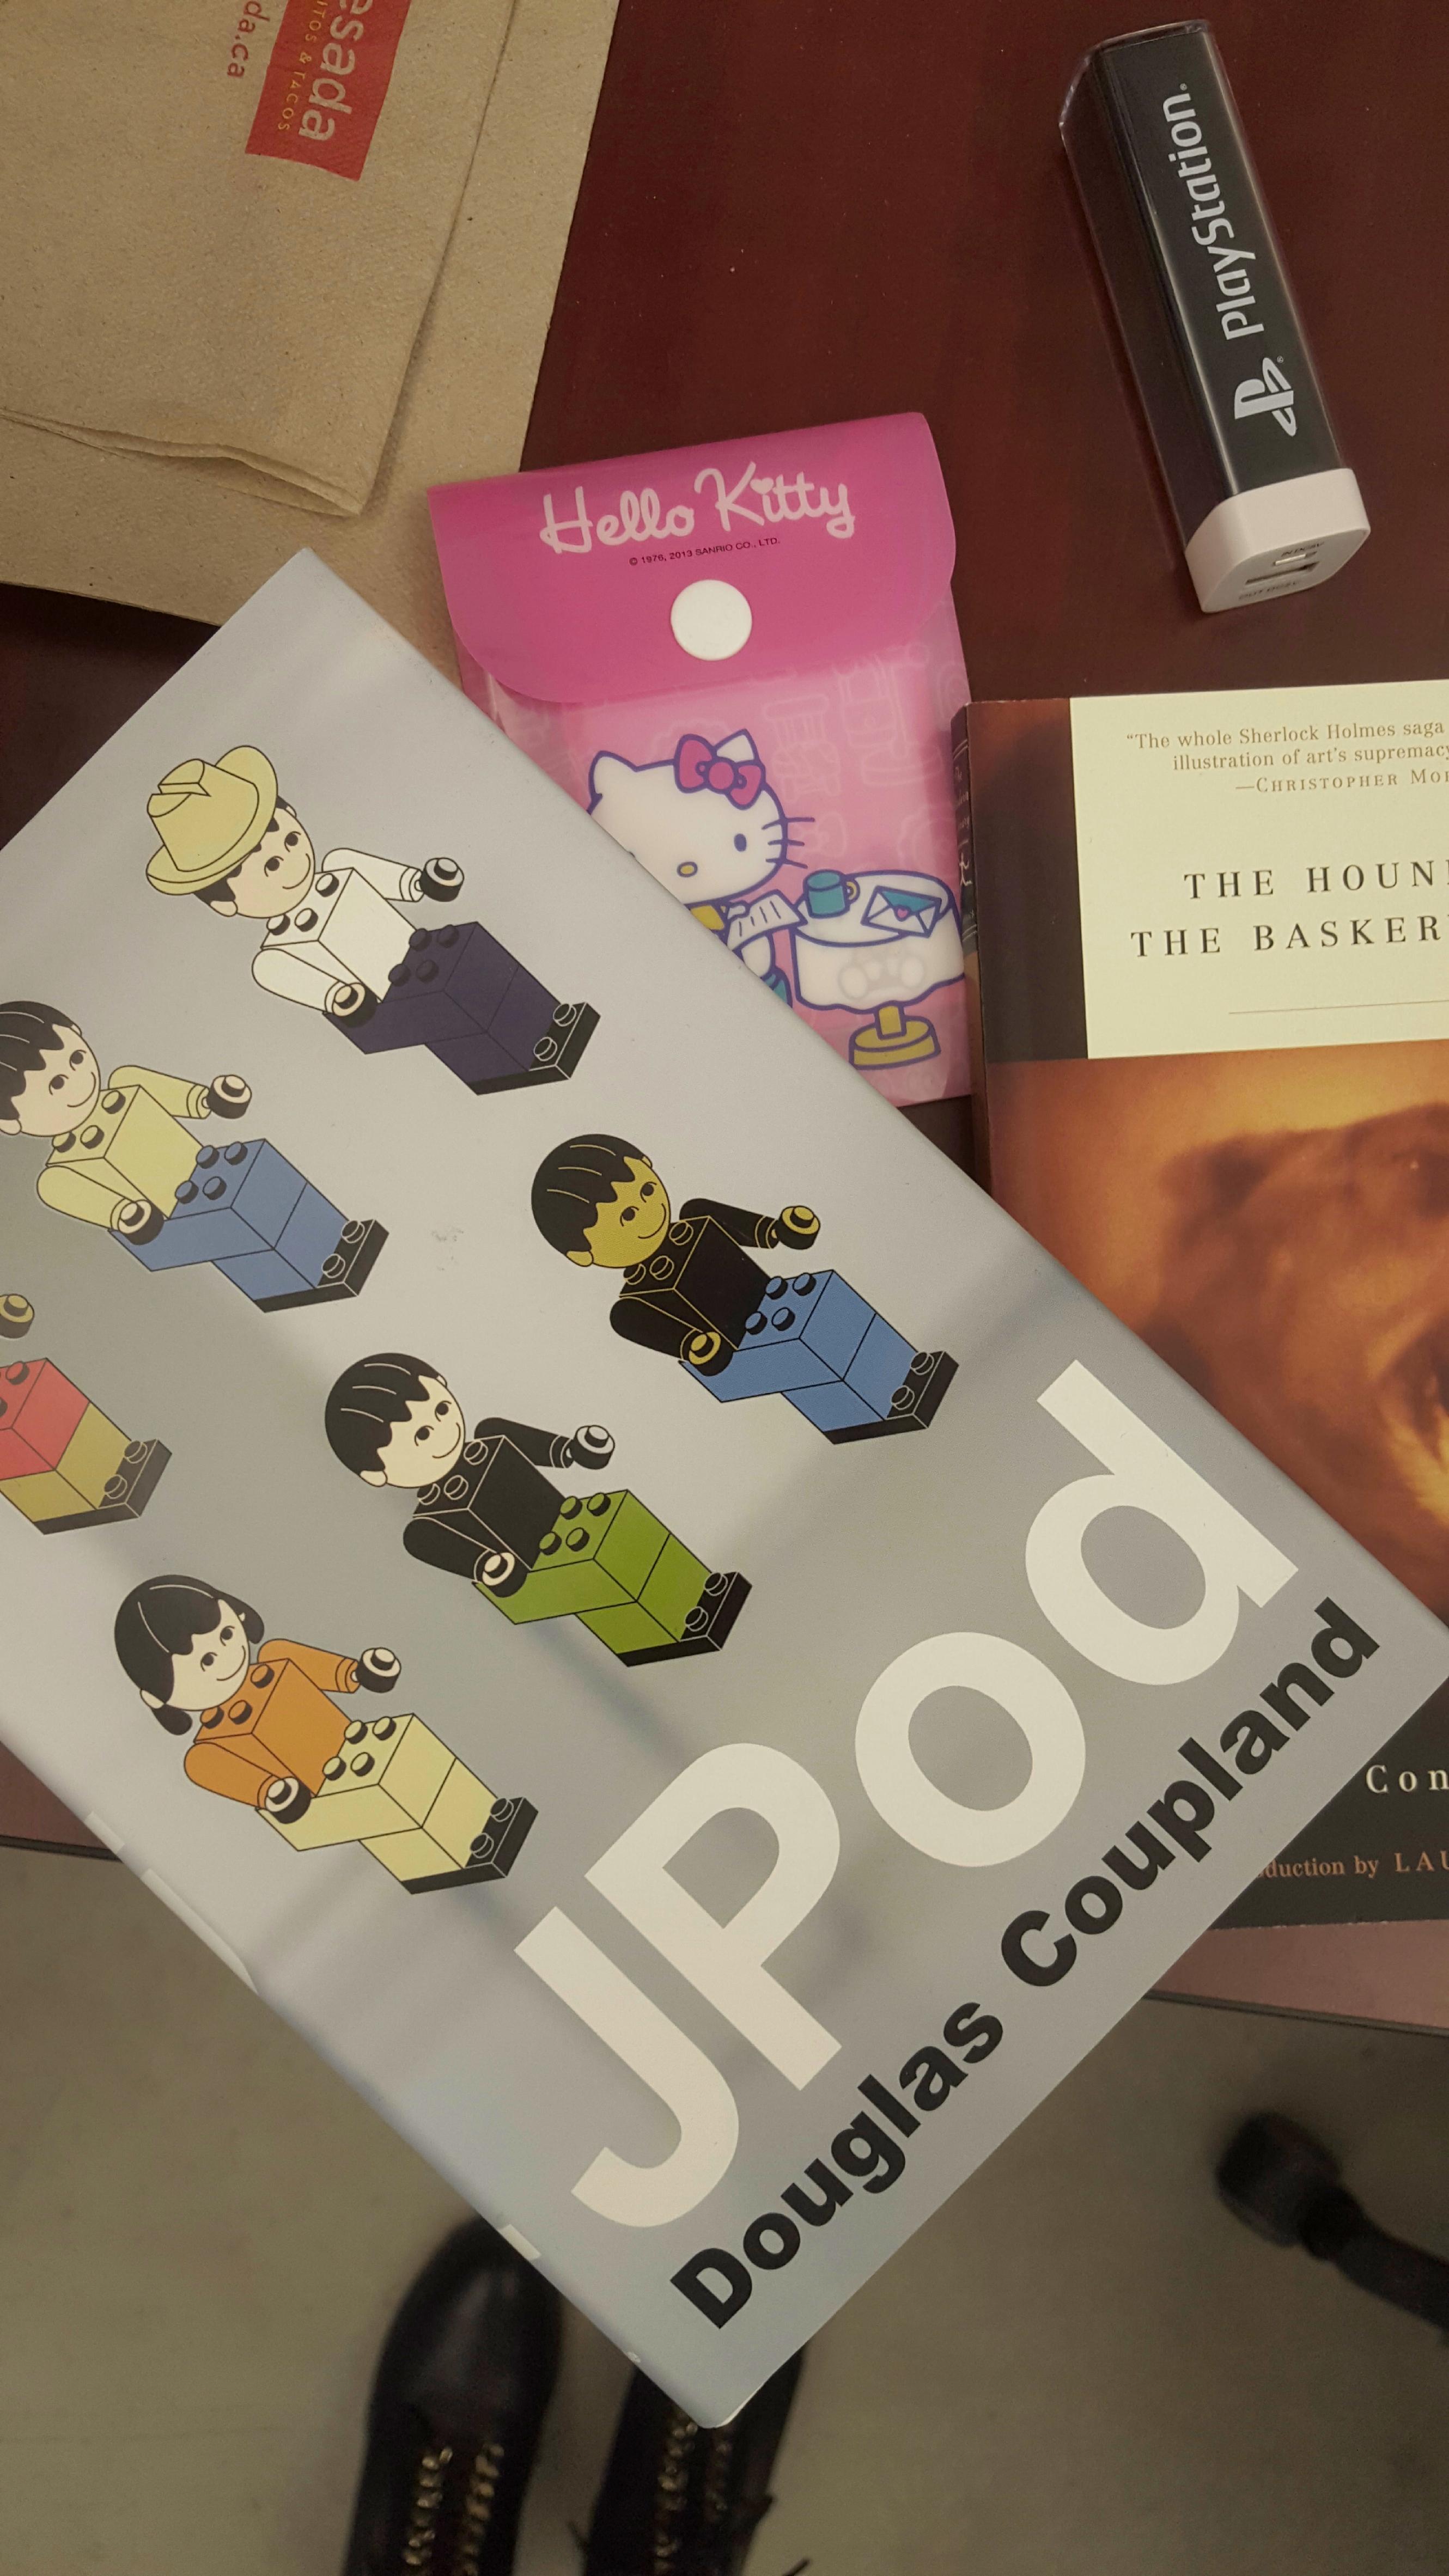 esada
ITOS & TACOS
da.ca
PlayStation®
Hello Kitty
© 1976, 2013 SANRIO CO., LTD.
"The whole Sherlock Holmes saga
illustration of art's supremacy
—CHRISTOPHER MO
THE HOUN
THE BASKER
JPod
Douglas Coupland
Con
duction by LAU